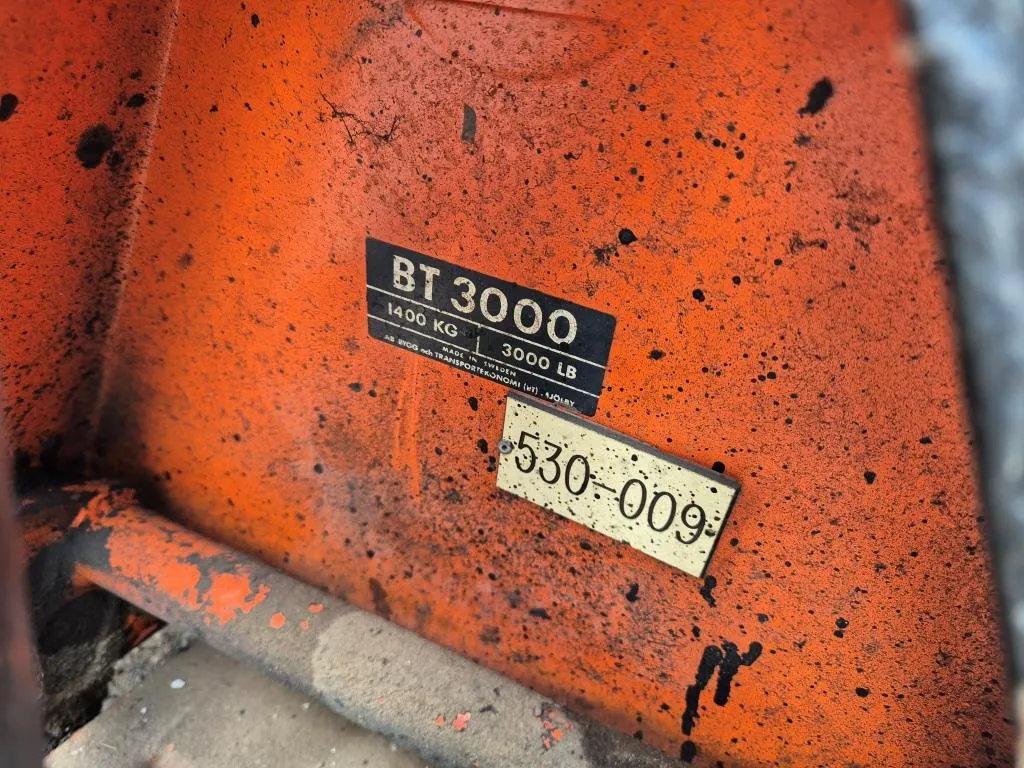 BT 3000
1400 KG 3000 LB
MADE IN SWEDEN
AB BYGG och TRANSPORTEKONOMI (BT), MJÖLBY
530-009